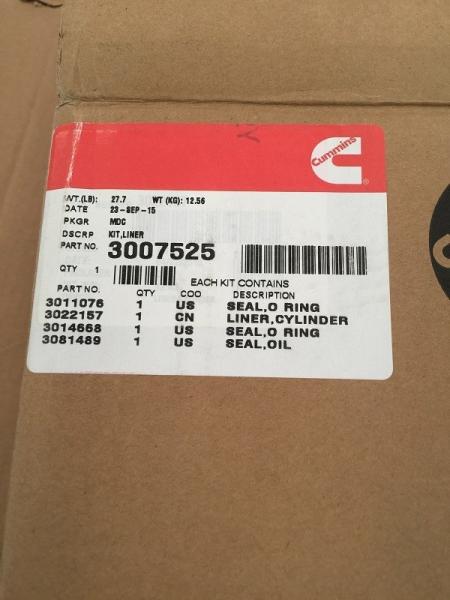 Cummins
WT.(LB): 27.7 WT (KG): 12.56
DATE 23-SEP-15
PKGR MDC
DSCRP KIT,LINER
PART NO. 3007525
QTY 1
EACH KIT CONTAINS
PART NO. QTY COO DESCRIPTION
3011076 1 US SEAL,O RING
3022157 1 CN LINER,CYLINDER
3014668 1 US SEAL,O RING
3081489 1 US SEAL,OIL